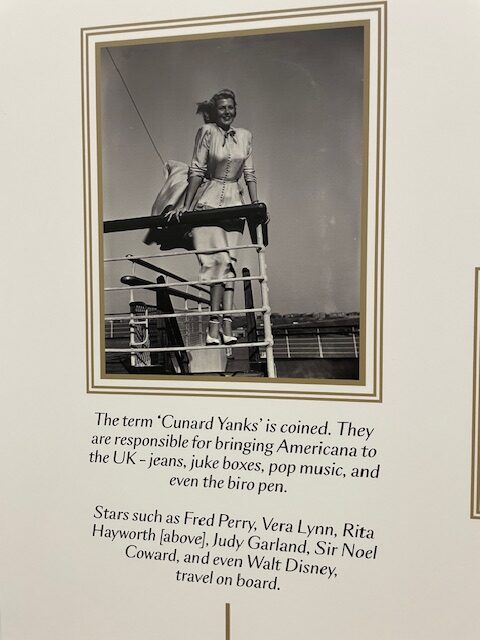 The term ‘Cunard Yanks’ is coined. They
are responsible for bringing Americana to
the UK – jeans, juke boxes, pop music, and
even the biro pen.
Stars such as Fred Perry, Vera Lynn, Rita
Hayworth [above], Judy Garland, Sir Noel
Coward, and even Walt Disney,
travel on board.